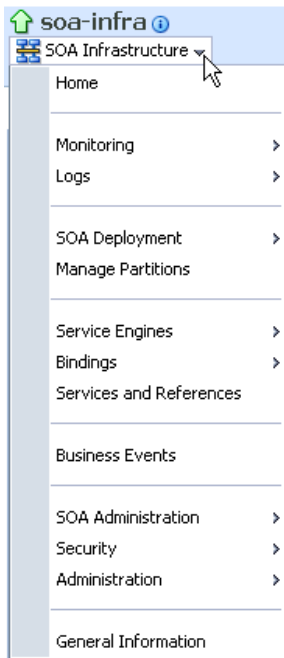 soa-infra
SOA Infrastructure
Home
Monitoring
Logs
SOA Deployment
Manage Partitions
Service Engines
Bindings
Services and References
Business Events
SOA Administration
Security
Administration
General Information